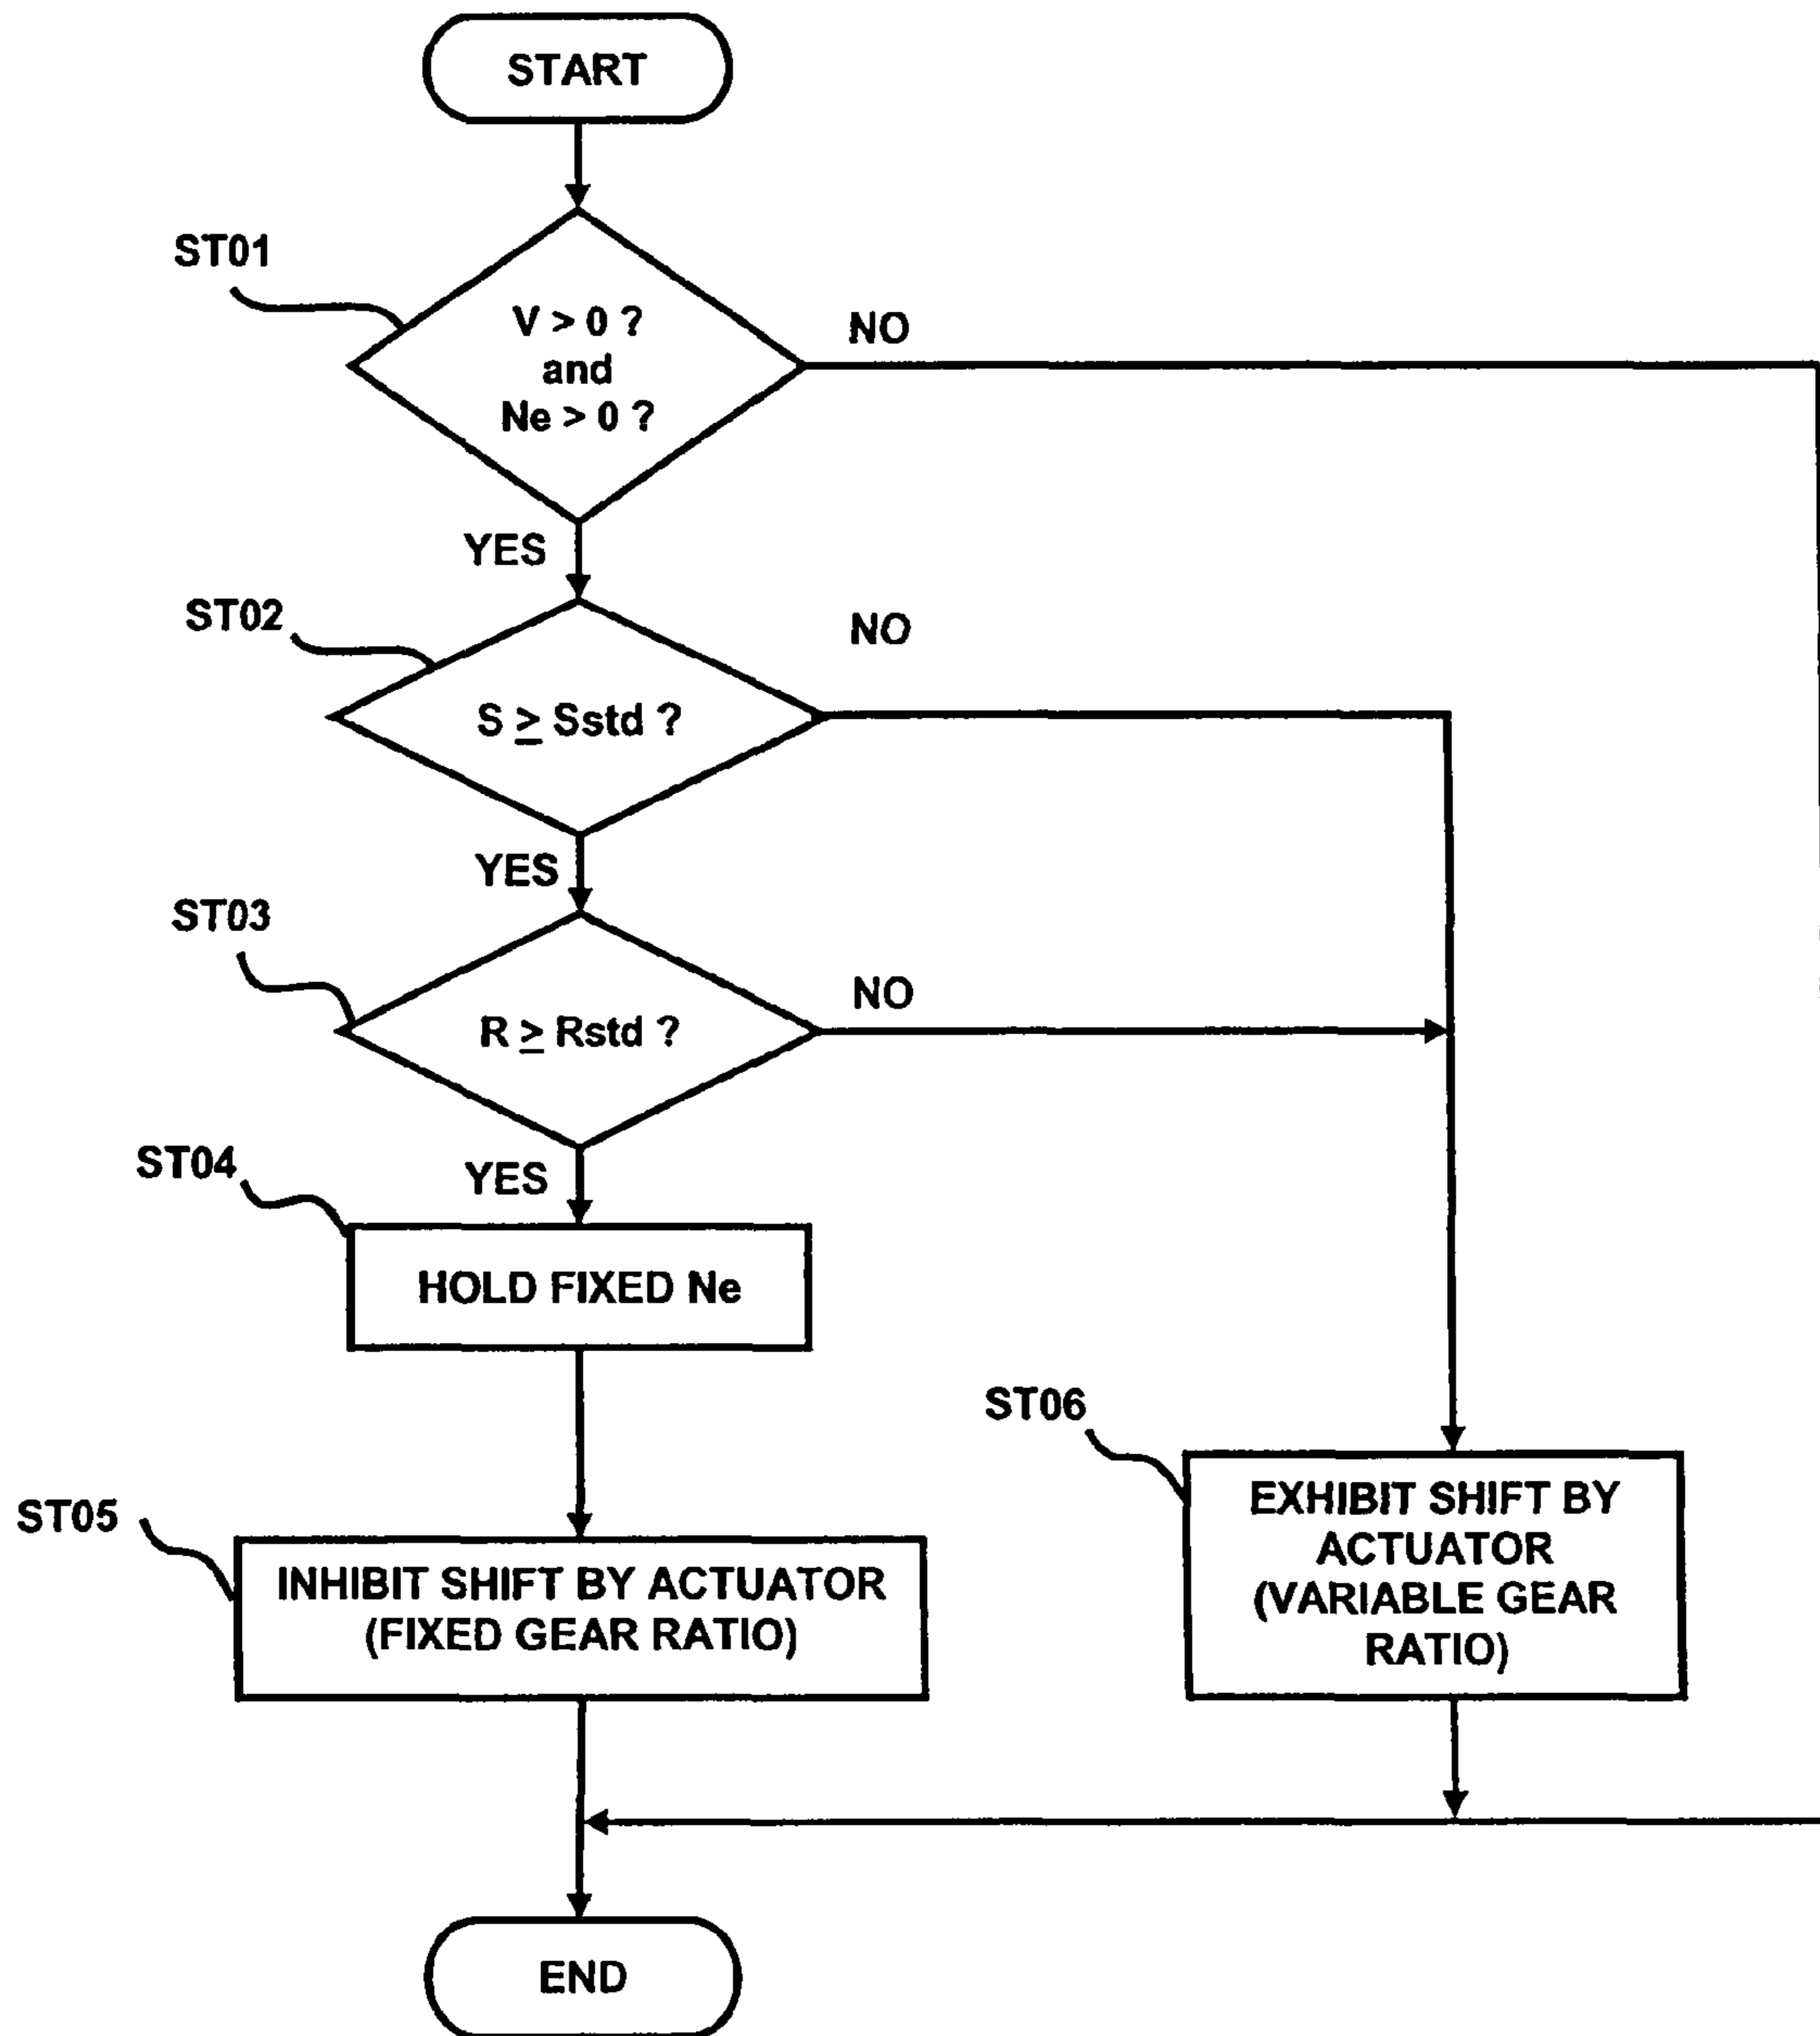 START
ST01
V > 0 ?
and
Ne > 0 ?
NO
YES
ST02
NO
S ≥ Sstd ?
YES
ST03
NO
R ≥ Rstd ?
YES
ST04
HOLD FIXED Ne
ST05
INHIBIT SHIFT BY ACTUATOR
(FIXED GEAR RATIO)
ST06
EXHIBIT SHIFT BY
ACTUATOR
(VARIABLE GEAR
RATIO)
END